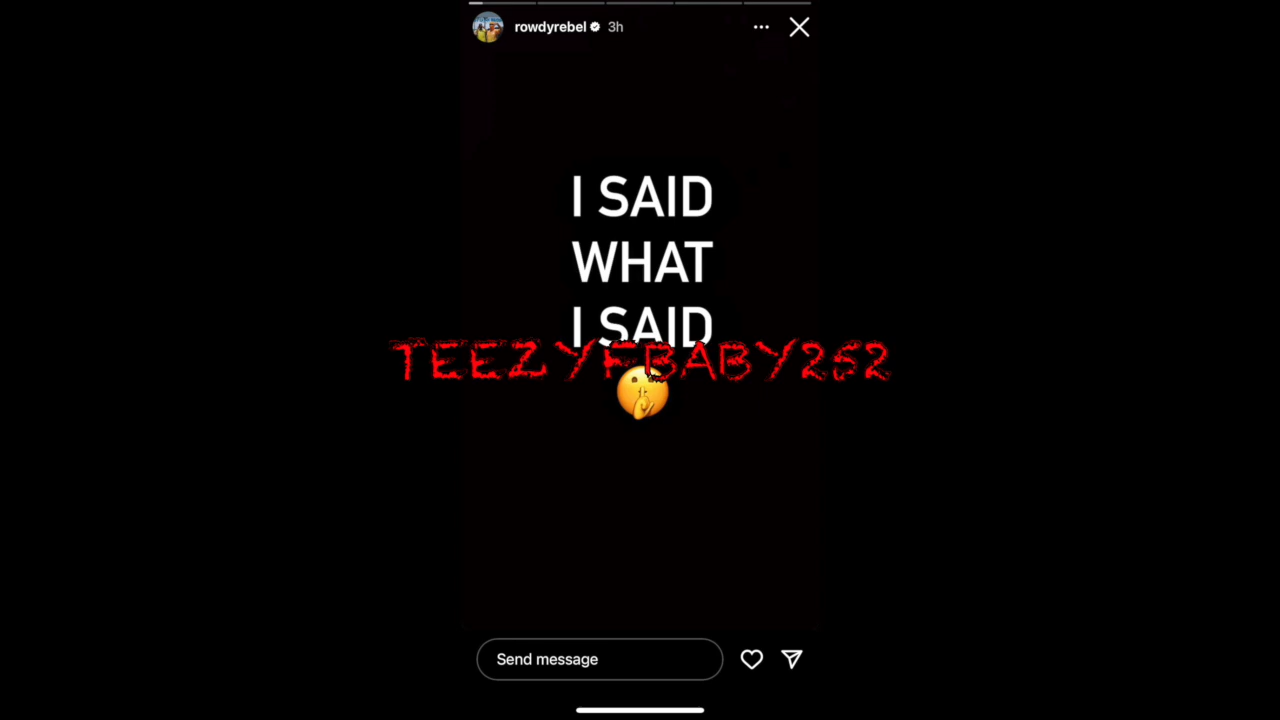 rowdyrebel 3h
I SAID
WHAT
I SAID
TEEZYFBABY252
Send message